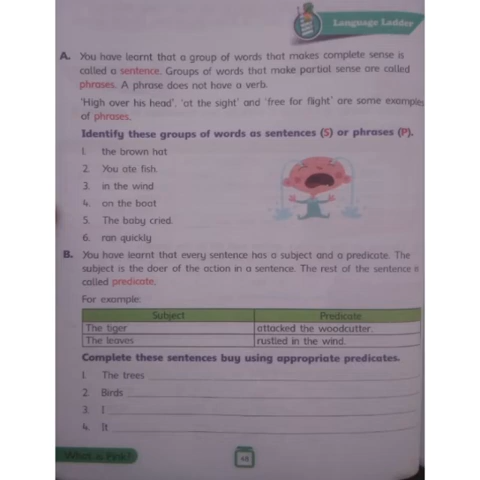 Language Ladder
A. You have learnt that a group of words that makes complete sense is
called a sentence. Groups of words that make partial sense are called
phrases. A phrase does not have a verb.
'High over his head'. 'at the sight' and 'free for flight' are some examples
of phrases.
Identify these groups of words as sentences (S) or phrases (P).
1. the brown hat
2. You ate fish.
3. in the wind
4. on the boat
5. The baby cried.
6. ran quickly
B. You have learnt that every sentence has a subject and a predicate. The
subject is the doer of the action in a sentence. The rest of the sentence is
called predicate.
For example:
Subject Predicate
The tiger attacked the woodcutter.
The leaves rustled in the wind.
Complete these sentences buy using appropriate predicates.
1. The trees
2. Birds
3. I
4. It
What is Pink?
48